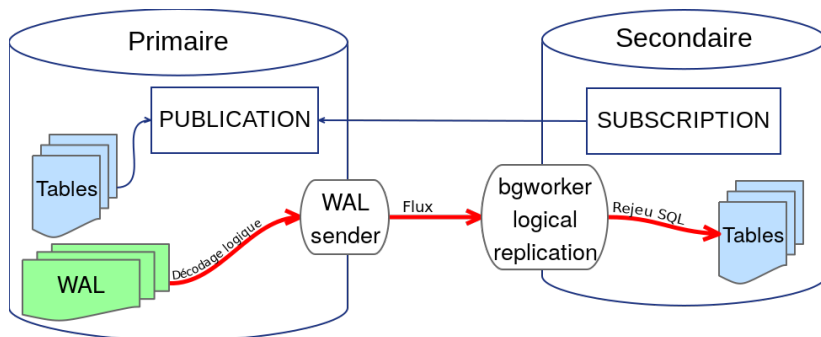 Primaire
Secondaire
PUBLICATION
SUBSCRIPTION
Tables
WAL
Décodage logique
WAL
sender
Flux
bgworker
logical
replication
Rejeu SQL
Tables